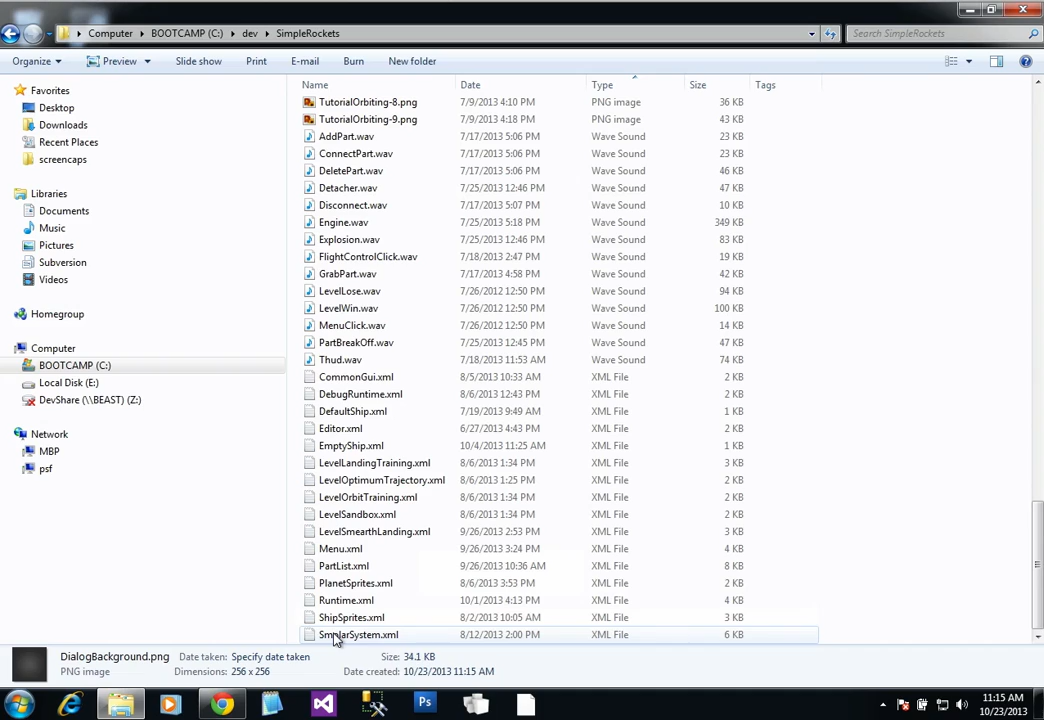 Computer BOOTCAMP (C:) dev SimpleRockets Search SimpleRockets
Organize Preview Slide show Print E-mail Burn New folder
Favorites
Desktop
Downloads
Recent Places
screencaps
Libraries
Documents
Music
Pictures
Subversion
Videos
Homegroup
Computer
BOOTCAMP (C:)
Local Disk (E:)
DevShare (\\BEAST) (Z:)
Network
MBP
psf
Name Date Type Size Tags
TutorialOrbiting-8.png 7/9/2013 4:10 PM PNG image 36 KB
TutorialOrbiting-9.png 7/9/2013 4:18 PM PNG image 43 KB
AddPart.wav 7/17/2013 5:06 PM Wave Sound 23 KB
ConnectPart.wav 7/17/2013 5:06 PM Wave Sound 23 KB
DeletePart.wav 7/17/2013 5:06 PM Wave Sound 46 KB
Detacher.wav 7/25/2013 12:46 PM Wave Sound 47 KB
Disconnect.wav 7/17/2013 5:07 PM Wave Sound 10 KB
Engine.wav 7/25/2013 5:18 PM Wave Sound 349 KB
Explosion.wav 7/25/2013 12:46 PM Wave Sound 83 KB
FlightControlClick.wav 7/18/2013 2:47 PM Wave Sound 19 KB
GrabPart.wav 7/17/2013 4:58 PM Wave Sound 42 KB
LevelLose.wav 7/26/2012 12:50 PM Wave Sound 94 KB
LevelWin.wav 7/26/2012 12:50 PM Wave Sound 100 KB
MenuClick.wav 7/26/2012 12:50 PM Wave Sound 14 KB
PartBreakOff.wav 7/25/2013 12:45 PM Wave Sound 47 KB
Thud.wav 7/18/2013 11:53 AM Wave Sound 74 KB
CommonGui.xml 8/5/2013 10:33 AM XML File 2 KB
DebugRuntime.xml 8/6/2013 12:43 PM XML File 2 KB
DefaultShip.xml 7/19/2013 9:49 AM XML File 1 KB
Editor.xml 6/27/2013 4:43 PM XML File 2 KB
EmptyShip.xml 10/4/2013 11:25 AM XML File 1 KB
LevelLandingTraining.xml 8/6/2013 1:34 PM XML File 3 KB
LevelOptimumTrajectory.xml 8/6/2013 1:25 PM XML File 3 KB
LevelOrbitTraining.xml 8/6/2013 1:34 PM XML File 2 KB
LevelSandbox.xml 8/6/2013 1:34 PM XML File 2 KB
LevelSmearthLanding.xml 9/26/2013 2:53 PM XML File 3 KB
Menu.xml 9/26/2013 3:24 PM XML File 4 KB
PartList.xml 9/26/2013 10:36 AM XML File 8 KB
PlanetSprites.xml 8/6/2013 3:53 PM XML File 2 KB
Runtime.xml 10/1/2013 4:13 PM XML File 4 KB
ShipSprites.xml 8/2/2013 10:05 AM XML File 3 KB
SmolarSystem.xml 8/12/2013 2:00 PM XML File 6 KB
DialogBackground.png Date taken: Specify date taken Size: 34.1 KB
PNG image Dimensions: 256 x 256 Date created: 10/23/2013 11:15 AM
Ps
11:15 AM
10/23/2013